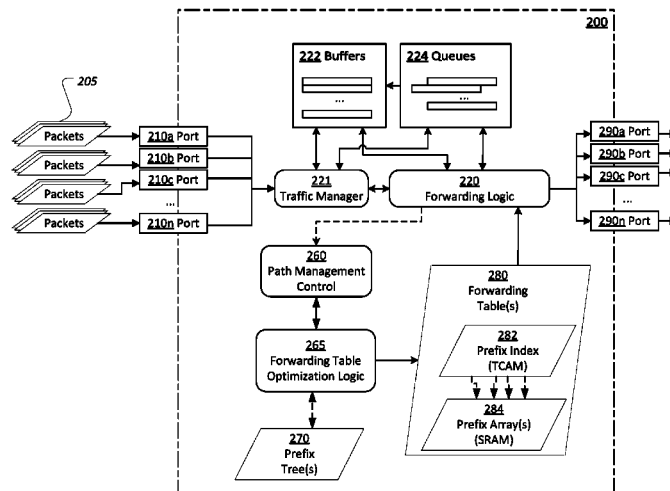 200
205
222 Buffers
...
224 Queues
...
Packets
210a Port
Packets
210b Port
Packets
210c Port
...
Packets
210n Port
221
Traffic Manager
220
Forwarding Logic
290a Port
290b Port
290c Port
...
290n Port
260
Path Management
Control
265
Forwarding Table
Optimization Logic
270
Prefix
Tree(s)
280
Forwarding
Table(s)
282
Prefix Index
(TCAM)
284
Prefix Array(s)
(SRAM)